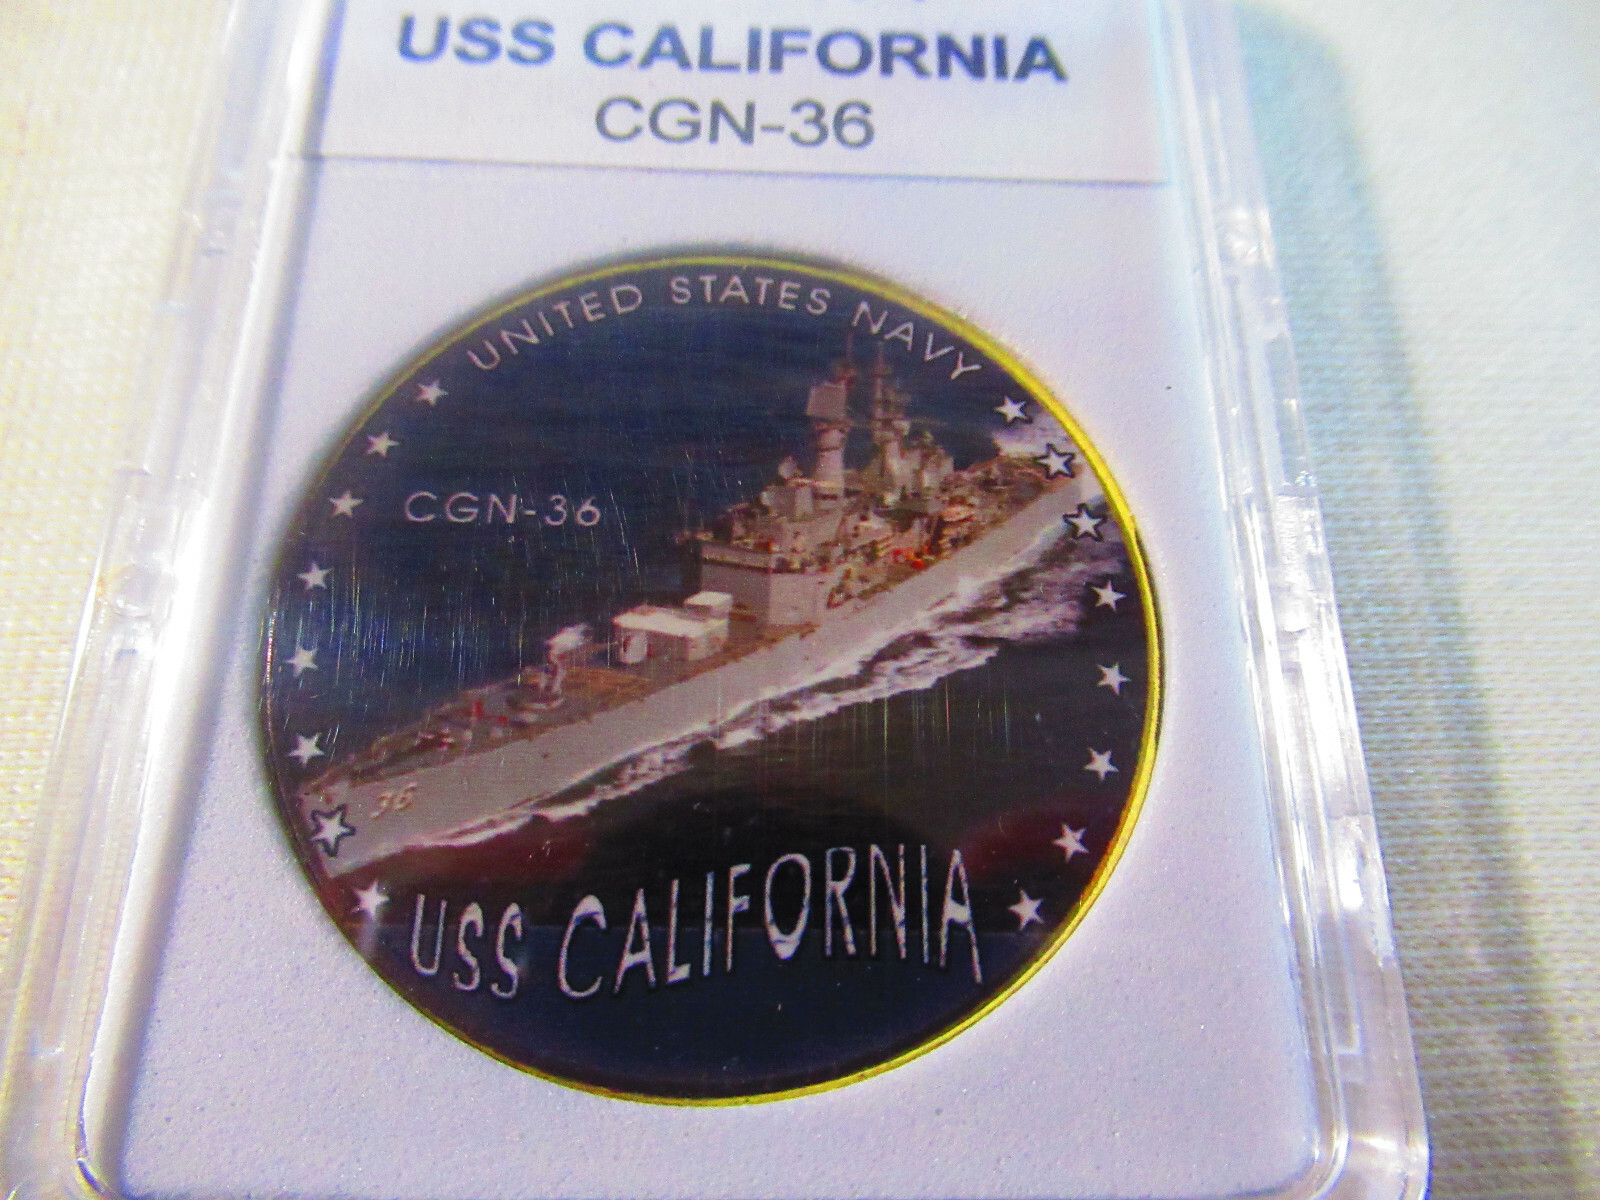 USS CALIFORNIA
CGN-36
UNITED STATES NAVY
CGN-36
36
USS CALIFORNIA